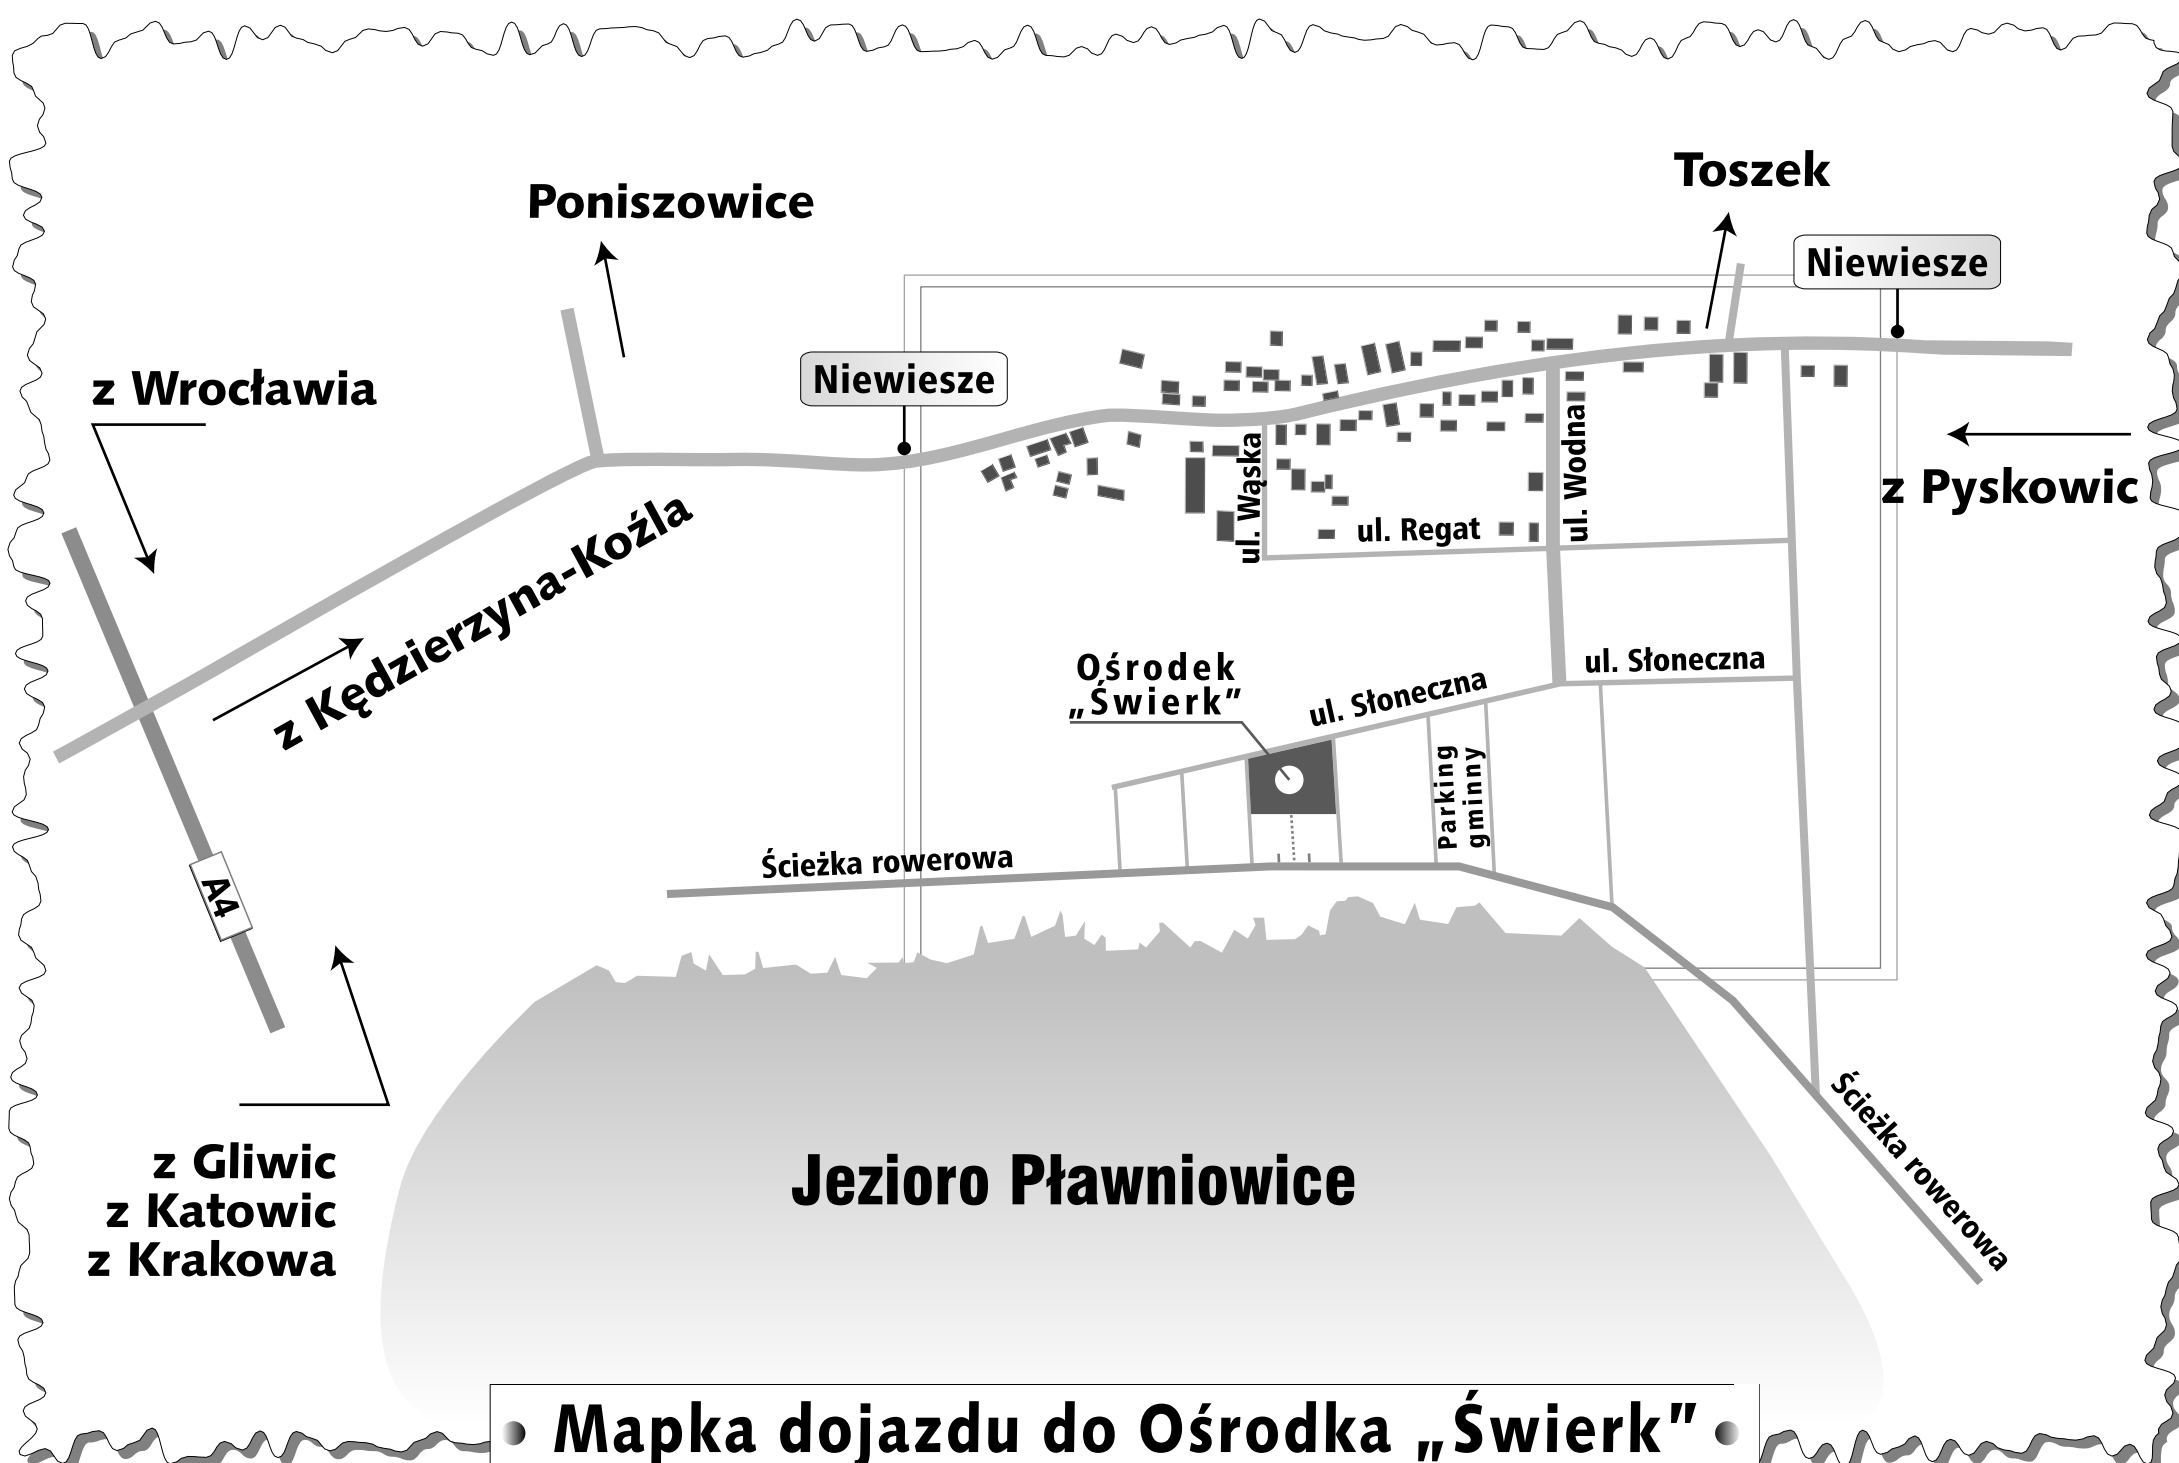 Toszek
Poniszowice
Niewiesze
z Wrocławia
Niewiesze
z Pyskowic
ul. Wąska
ul. Wodna
ul. Regat
z Kędzierzyna-Koźla
Ośrodek
„Świerk”
ul. Słoneczna
ul. Słoneczna
Parking
gminny
Ścieżka rowerowa
A4
z Gliwic
z Katowic
z Krakowa
Jezioro Pławniowice
Ścieżka rowerowa
Mapka dojazdu do Ośrodka „Świerk”